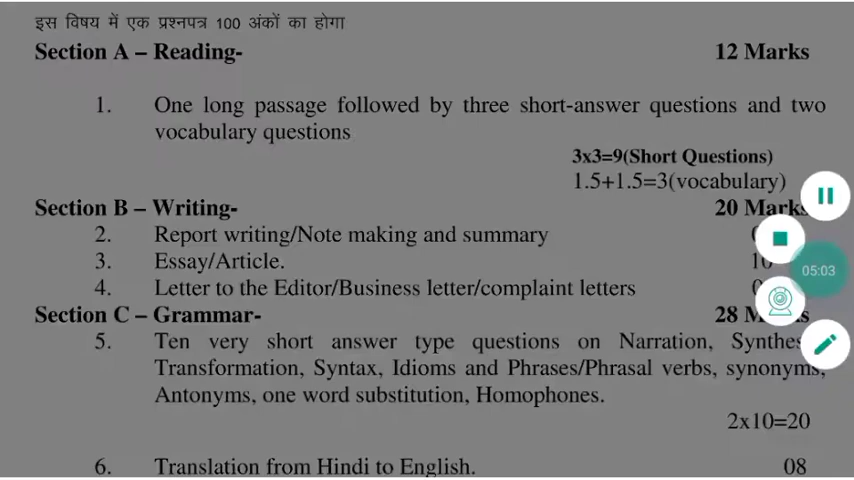 इस विषय में एक प्रश्नपत्र 100 अंकों का होगा
Section A – Reading- 12 Marks
1. One long passage followed by three short-answer questions and two
vocabulary questions
3x3=9(Short Questions)
1.5+1.5=3(vocabulary)
Section B – Writing- 20 Marks
2. Report writing/Note making and summary
3. Essay/Article. 10
05:03
4. Letter to the Editor/Business letter/complaint letters
Section C – Grammar- 28
5. Ten very short answer type questions on Narration,
Transformation, Syntax, Idioms and Phrases/Phrasal verbs, synonyms,
Antonyms, one word substitution, Homophones.
2x10=20
6. Translation from Hindi to English. 08